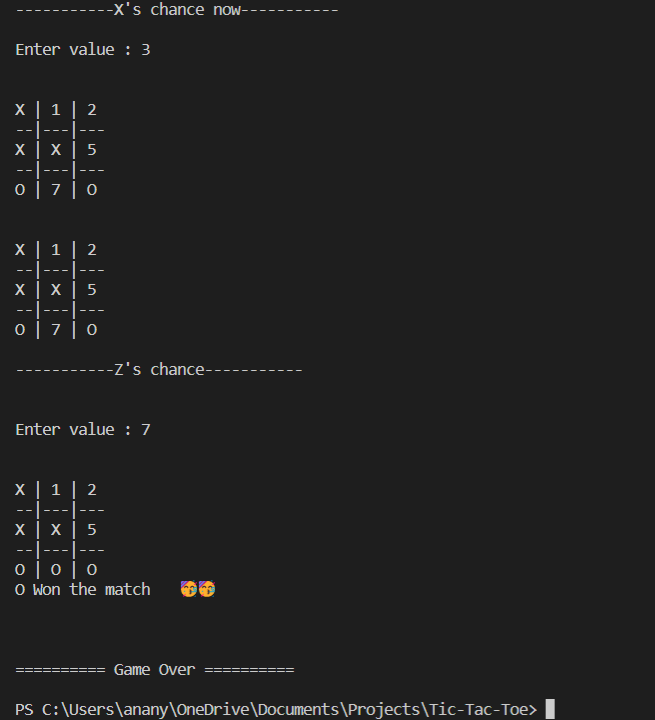 -----------X's chance now-----------
Enter value : 3
X | 1 | 2
--|---|---
X | X | 5
--|---|---
O | 7 | O
X | 1 | 2
--|---|---
X | X | 5
--|---|---
O | 7 | O
-----------Z's chance-----------
Enter value : 7
X | 1 | 2
--|---|---
X | X | 5
--|---|---
O | O | O
O Won the match   🥳🥳
========== Game Over ==========
PS C:\Users\anany\OneDrive\Documents\Projects\Tic-Tac-Toe>